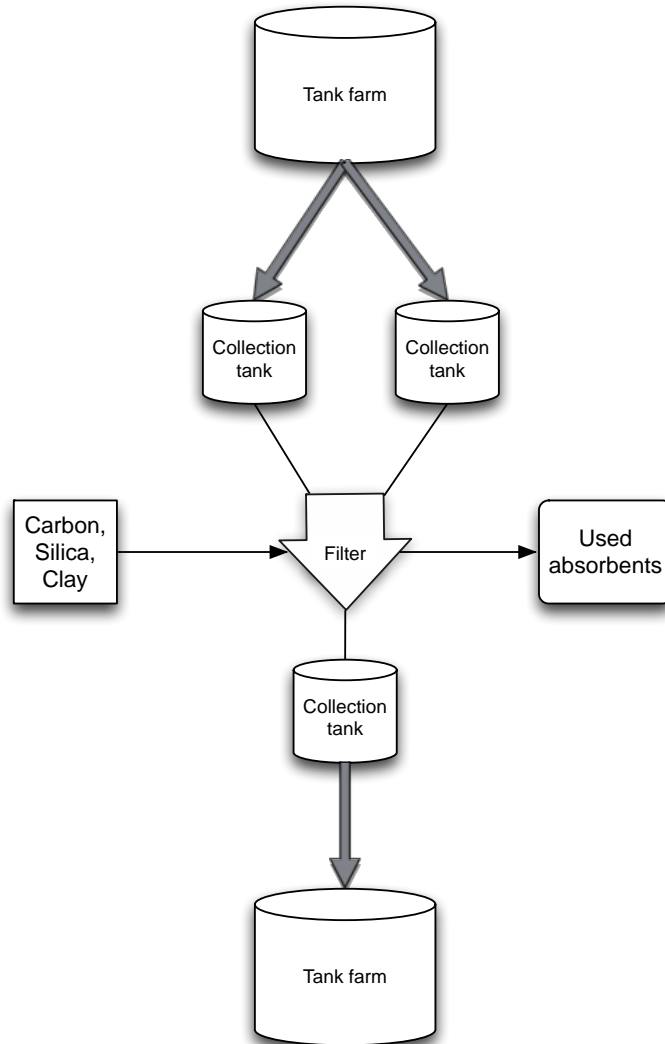 Tank farm
Collection
tank
Collection
tank
Carbon,
Silica,
Clay
Filter
Used
absorbents
Collection
tank
Tank farm